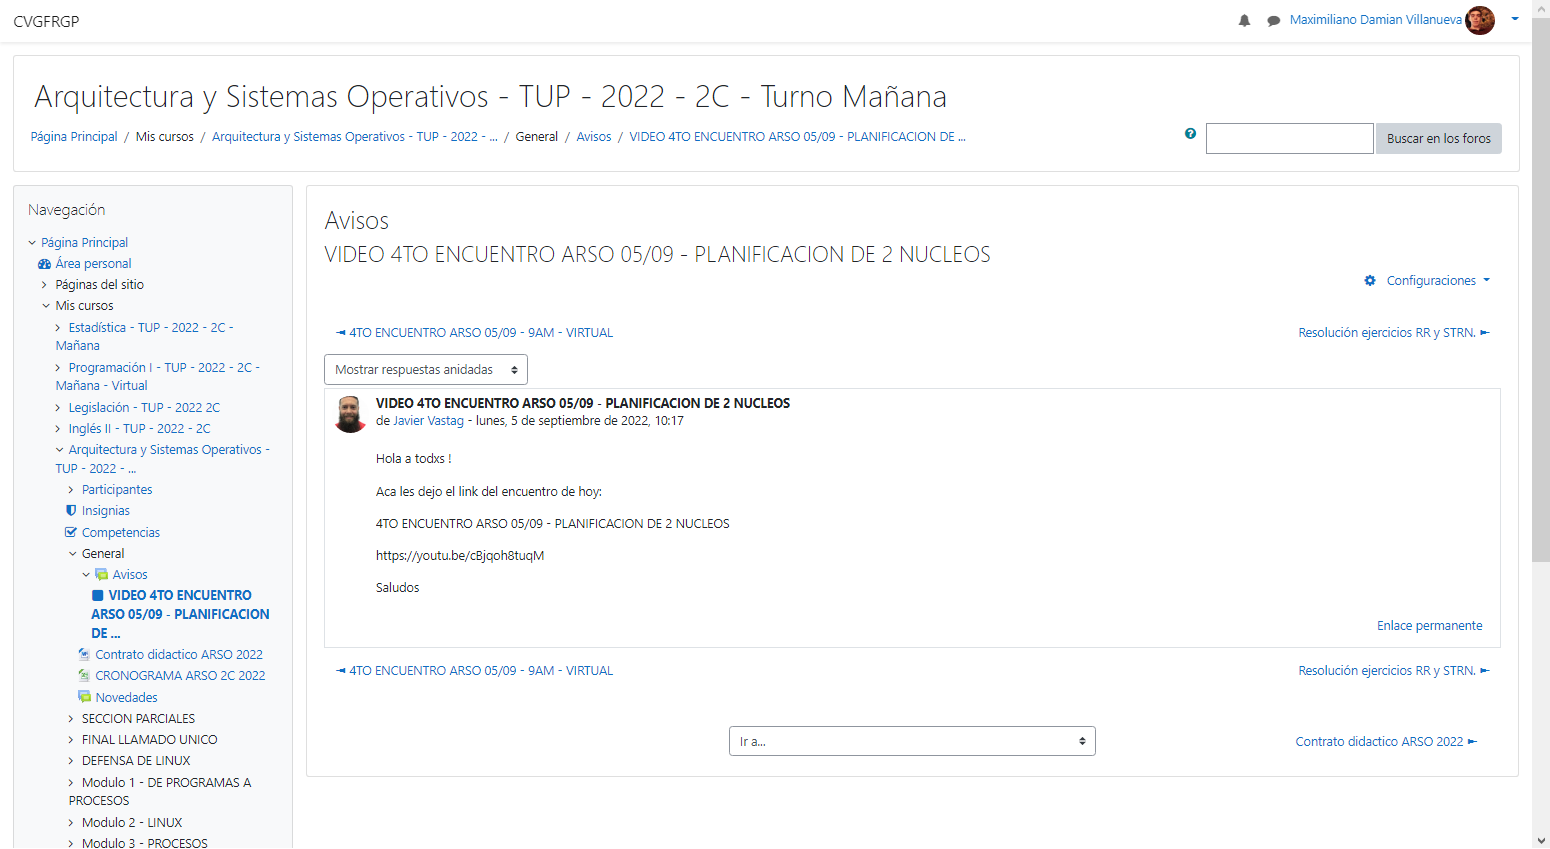 CVGFRGP
Maximiliano Damian Villanueva
Arquitectura y Sistemas Operativos - TUP - 2022 - 2C - Turno Mañana
Página Principal / Mis cursos / Arquitectura y Sistemas Operativos - TUP - 2022 - ... / General / Avisos / VIDEO 4TO ENCUENTRO ARSO 05/09 - PLANIFICACION DE ...
Buscar en los foros
Navegación
Página Principal
Área personal
Páginas del sitio
Mis cursos
Estadística - TUP - 2022 - 2C -
Mañana
Programación I - TUP - 2022 - 2C -
Mañana - Virtual
Legislación - TUP - 2022 2C
Inglés II - TUP - 2022 - 2C
Arquitectura y Sistemas Operativos -
TUP - 2022 - ...
Participantes
Insignias
Competencias
General
Avisos
VIDEO 4TO ENCUENTRO
ARSO 05/09 - PLANIFICACION
DE ...
Contrato didactico ARSO 2022
CRONOGRAMA ARSO 2C 2022
Novedades
SECCION PARCIALES
FINAL LLAMADO UNICO
DEFENSA DE LINUX
Modulo 1 - DE PROGRAMAS A
PROCESOS
Modulo 2 - LINUX
Modulo 3 - PROCESOS
Avisos
VIDEO 4TO ENCUENTRO ARSO 05/09 - PLANIFICACION DE 2 NUCLEOS
Configuraciones
◄ 4TO ENCUENTRO ARSO 05/09 - 9AM - VIRTUAL
Resolución ejercicios RR y STRN. ►
Mostrar respuestas anidadas
VIDEO 4TO ENCUENTRO ARSO 05/09 - PLANIFICACION DE 2 NUCLEOS
de Javier Vastag - lunes, 5 de septiembre de 2022, 10:17
Hola a todxs !
Aca les dejo el link del encuentro de hoy:
4TO ENCUENTRO ARSO 05/09 - PLANIFICACION DE 2 NUCLEOS
https://youtu.be/cBjqoh8tuqM
Saludos
Enlace permanente
◄ 4TO ENCUENTRO ARSO 05/09 - 9AM - VIRTUAL
Resolución ejercicios RR y STRN. ►
Ir a...
Contrato didactico ARSO 2022 ►